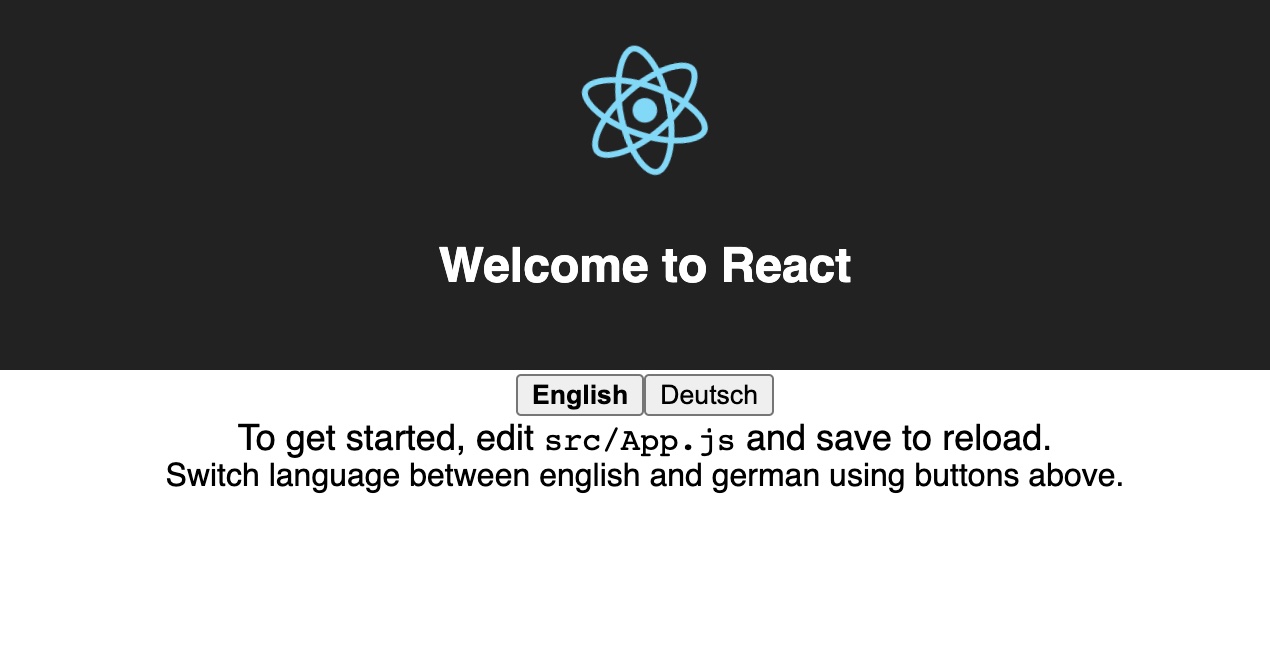 Welcome to React
English Deutsch
To get started, edit src/App.js and save to reload.
Switch language between english and german using buttons above.